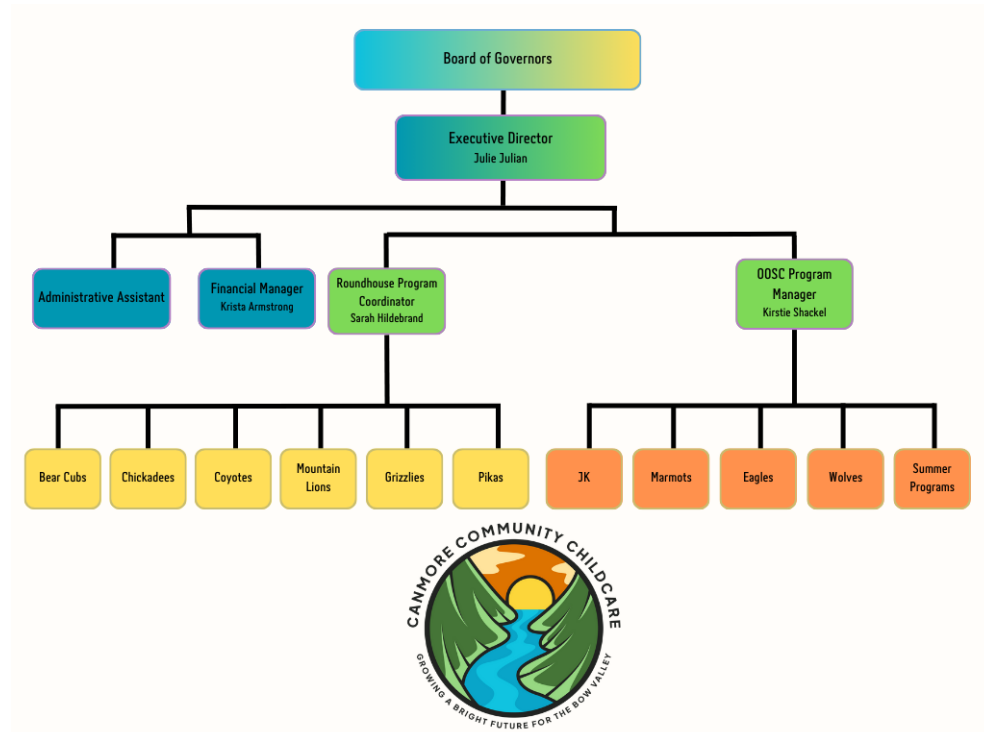 Board of Governors
Executive Director
Julie Julian
Administrative Assistant
Financial Manager
Krista Armstrong
Roundhouse Program
Coordinator
Sarah Hildebrand
OOSC Program
Manager
Kirstie Shackel
Bear Cubs
Chickadees
Coyotes
Mountain
Lions
Grizzlies
Pikas
JK
Marmots
Eagles
Wolves
Summer
Programs
CANMORE COMMUNITY CHILDCARE
GROWING A BRIGHT FUTURE FOR THE BOW VALLEY